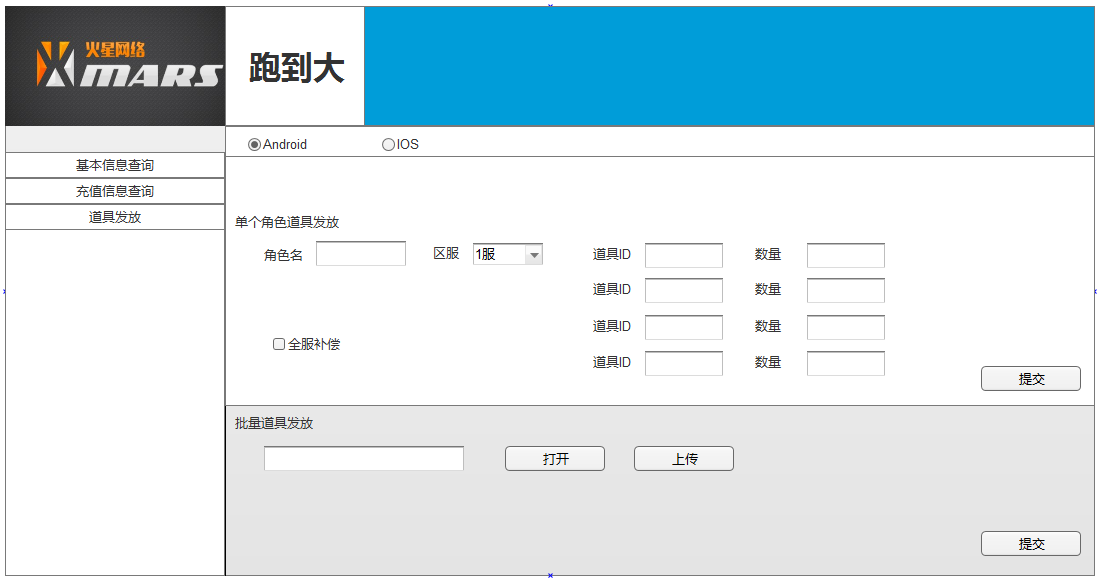 火星网络
MARS
跑到大
Android IOS
基本信息查询
充值信息查询
道具发放
单个角色道具发放
角色名 区服 1服 道具ID 数量
道具ID 数量
道具ID 数量
全服补偿
道具ID 数量
提交
批量道具发放
打开 上传
提交